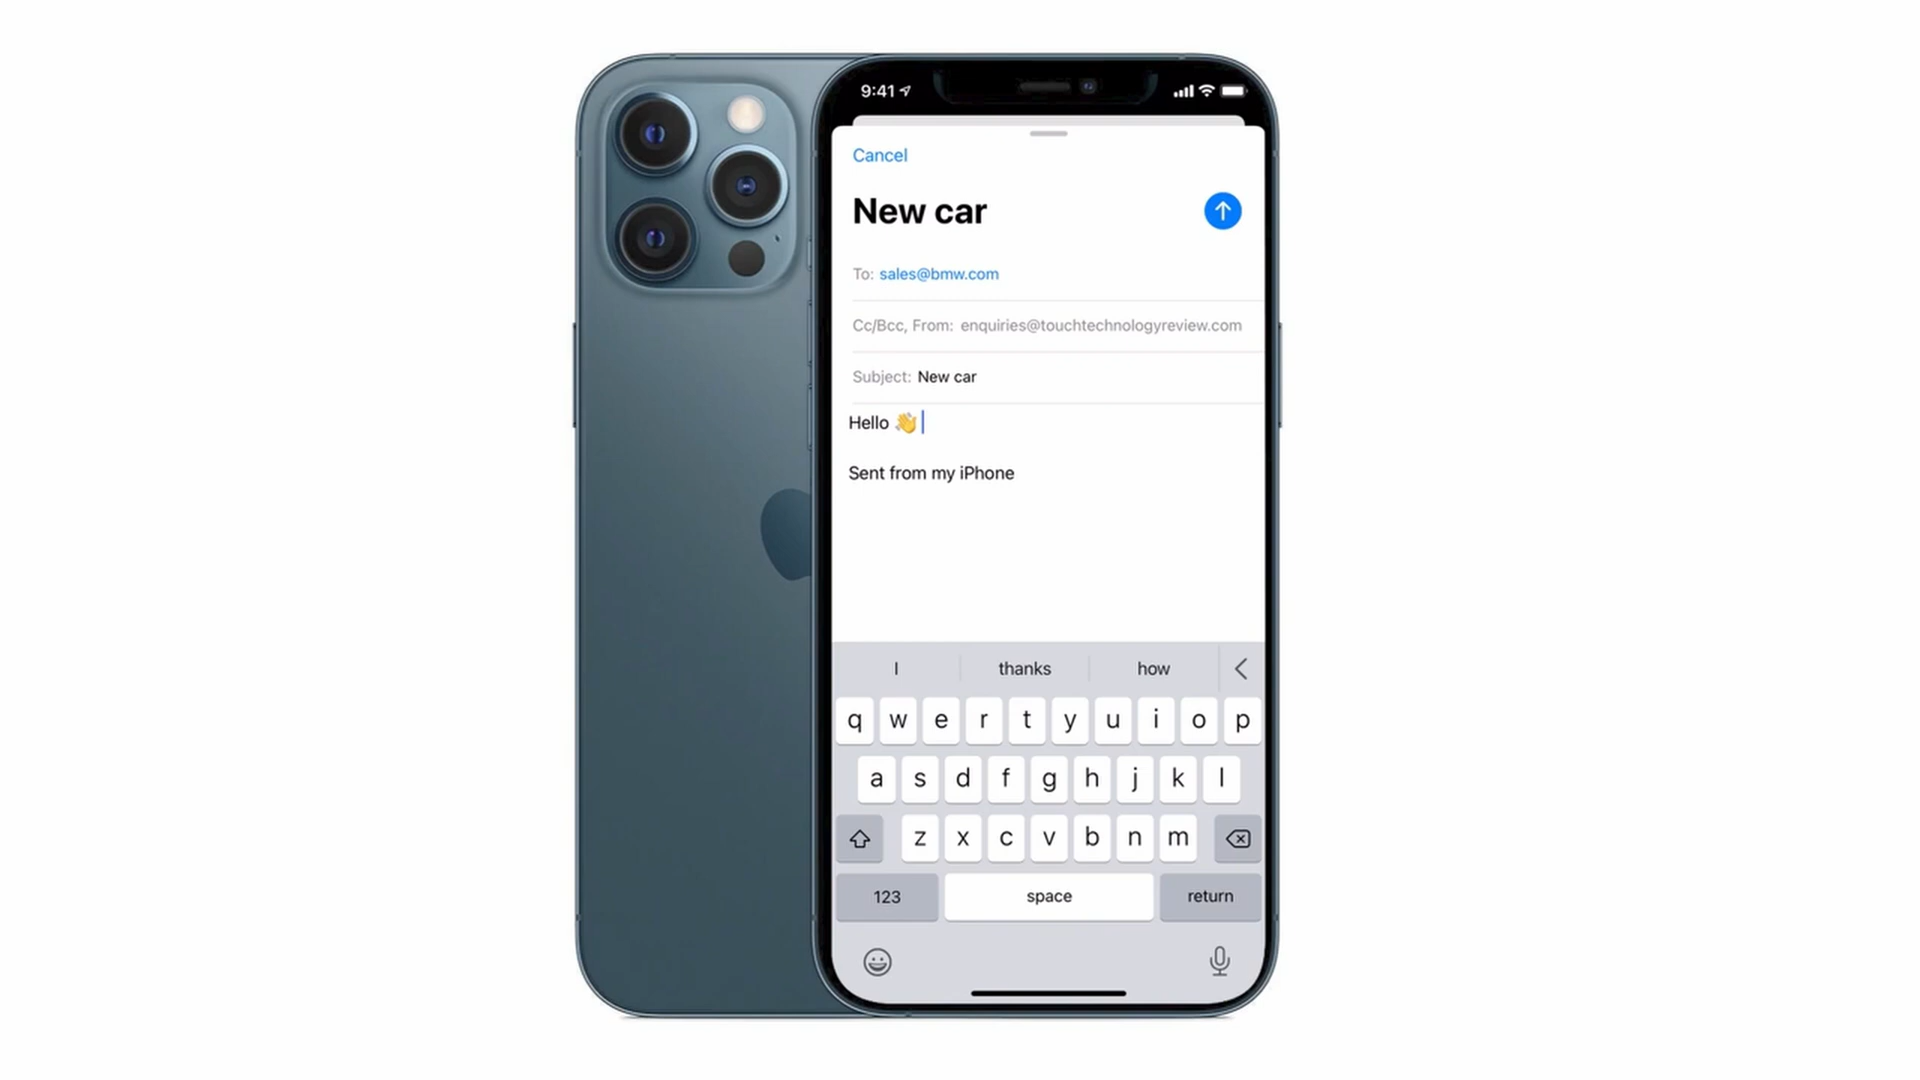 9:41
Cancel
New car
To: sales@bmw.com
Cc/Bcc, From: enquiries@touchtechnologyreview.com
Subject: New car
Hello 👋
Sent from my iPhone
I thanks how
q w e r t y u i o p
a s d f g h j k l
z x c v b n m
123 space return